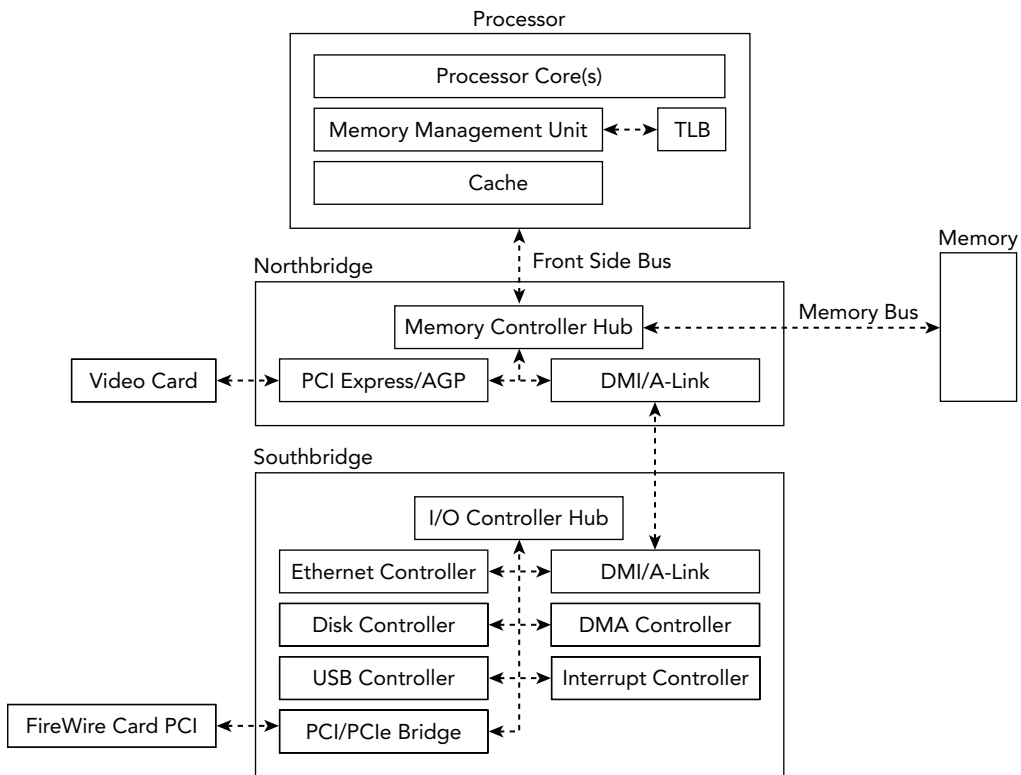 Processor
Processor Core(s)
Memory Management Unit
TLB
Cache
Front Side Bus
Memory
Northbridge
Memory Controller Hub
Memory Bus
Video Card
PCI Express/AGP
DMI/A-Link
Southbridge
I/O Controller Hub
Ethernet Controller
DMI/A-Link
Disk Controller
DMA Controller
USB Controller
Interrupt Controller
FireWire Card PCI
PCI/PCIe Bridge